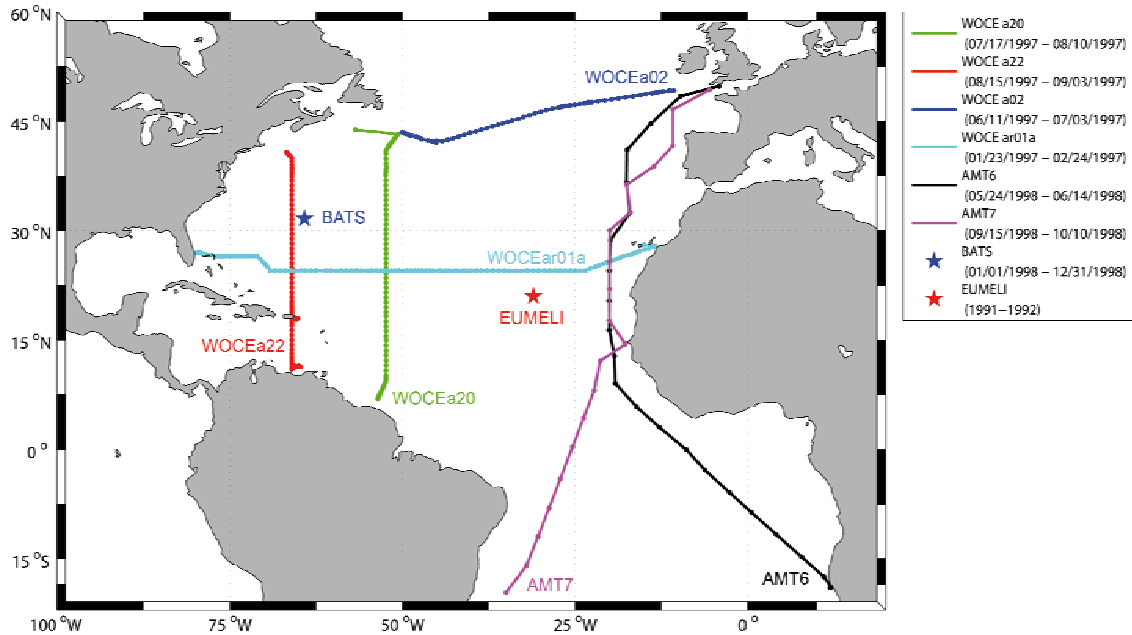 60 °N
45 °N
30 °N
15 °N
0 °
15 °S
100 °W
75 °W
50 °W
25 °W
0 °
WOCEa02
BATS
WOCEar01a
EUMELI
WOCEa22
WOCEa20
AMT7
AMT6
WOCE a20
(07/17/1997 – 08/10/1997)
WOCE a22
(08/15/1997 – 09/03/1997)
WOCE a02
(06/11/1997 – 07/03/1997)
WOCE ar01a
(01/23/1997 – 02/24/1997)
AMT6
(05/24/1998 – 06/14/1998)
AMT7
(09/15/1998 – 10/10/1998)
BATS
(01/01/1998 – 12/31/1998)
EUMELI
(1991–1992)